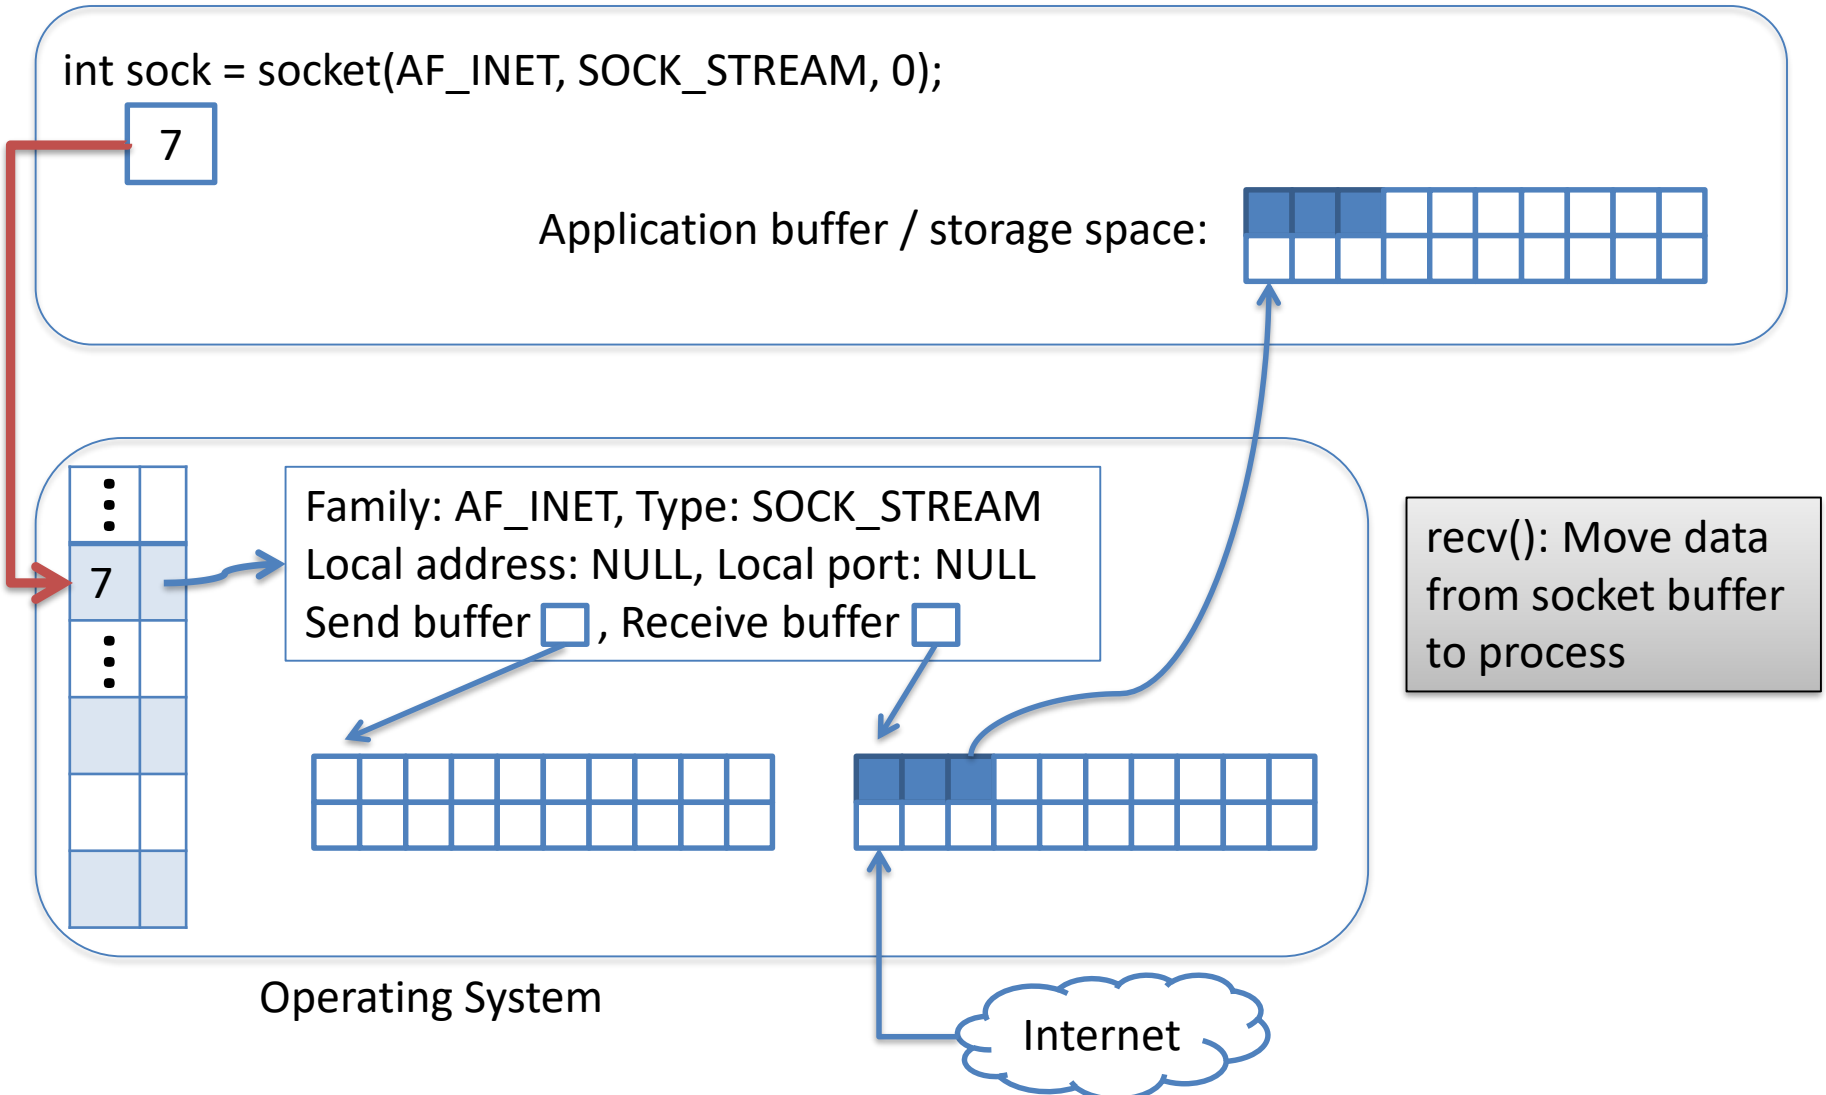 int sock = socket(AF_INET, SOCK_STREAM, 0);
7
Application buffer / storage space:
7
Family: AF_INET, Type: SOCK_STREAM
Local address: NULL, Local port: NULL
Send buffer , Receive buffer
recv(): Move data
from socket buffer
to process
Operating System
Internet